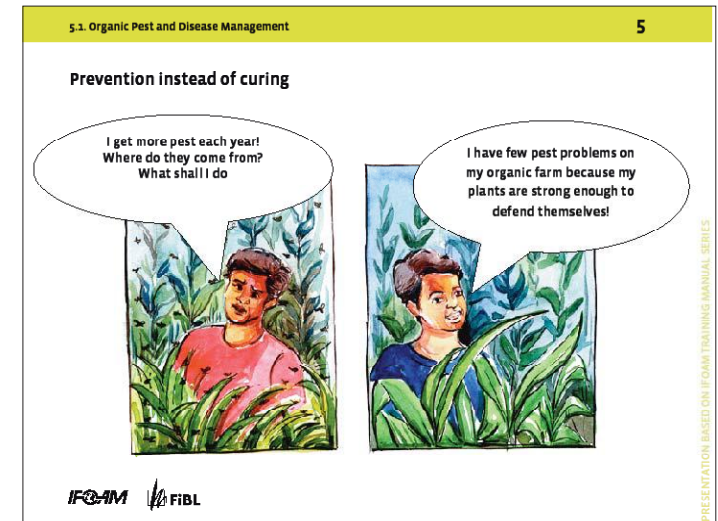 5.1. Organic Pest and Disease Management
5
Prevention instead of curing
I get more pest each year!
Where do they come from?
What shall I do
I have few pest problems on
my organic farm because my
plants are strong enough to
defend themselves!
PRESENTATION BASED ON IFOAM TRAINING MANUAL SERIES
IFOAM
FiBL